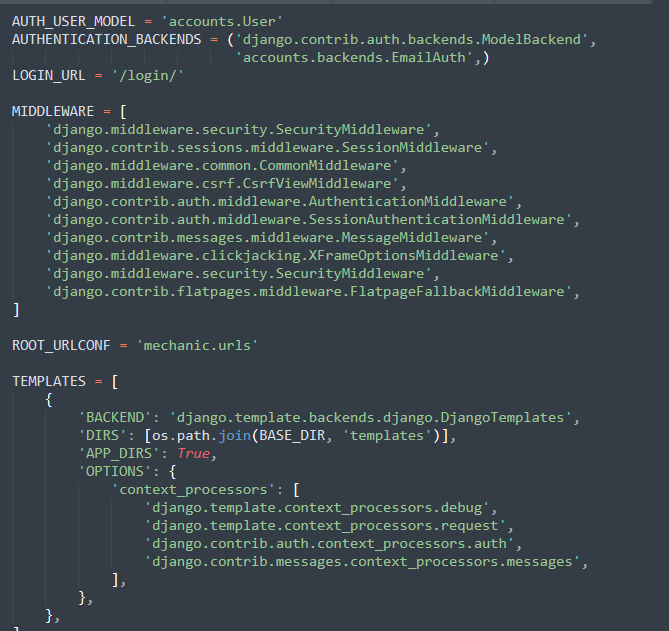 AUTH_USER_MODEL = 'accounts.User'
AUTHENTICATION_BACKENDS = ('django.contrib.auth.backends.ModelBackend',
                           'accounts.backends.EmailAuth',)
LOGIN_URL = '/login/'

MIDDLEWARE = [
    'django.middleware.security.SecurityMiddleware',
    'django.contrib.sessions.middleware.SessionMiddleware',
    'django.middleware.common.CommonMiddleware',
    'django.middleware.csrf.CsrfViewMiddleware',
    'django.contrib.auth.middleware.AuthenticationMiddleware',
    'django.contrib.auth.middleware.SessionAuthenticationMiddleware',
    'django.contrib.messages.middleware.MessageMiddleware',
    'django.middleware.clickjacking.XFrameOptionsMiddleware',
    'django.middleware.security.SecurityMiddleware',
    'django.contrib.flatpages.middleware.FlatpageFallbackMiddleware',
]

ROOT_URLCONF = 'mechanic.urls'

TEMPLATES = [
    {
        'BACKEND': 'django.template.backends.django.DjangoTemplates',
        'DIRS': [os.path.join(BASE_DIR, 'templates')],
        'APP_DIRS': True,
        'OPTIONS': {
            'context_processors': [
                'django.template.context_processors.debug',
                'django.template.context_processors.request',
                'django.contrib.auth.context_processors.auth',
                'django.contrib.messages.context_processors.messages',
            ],
        },
    },
]